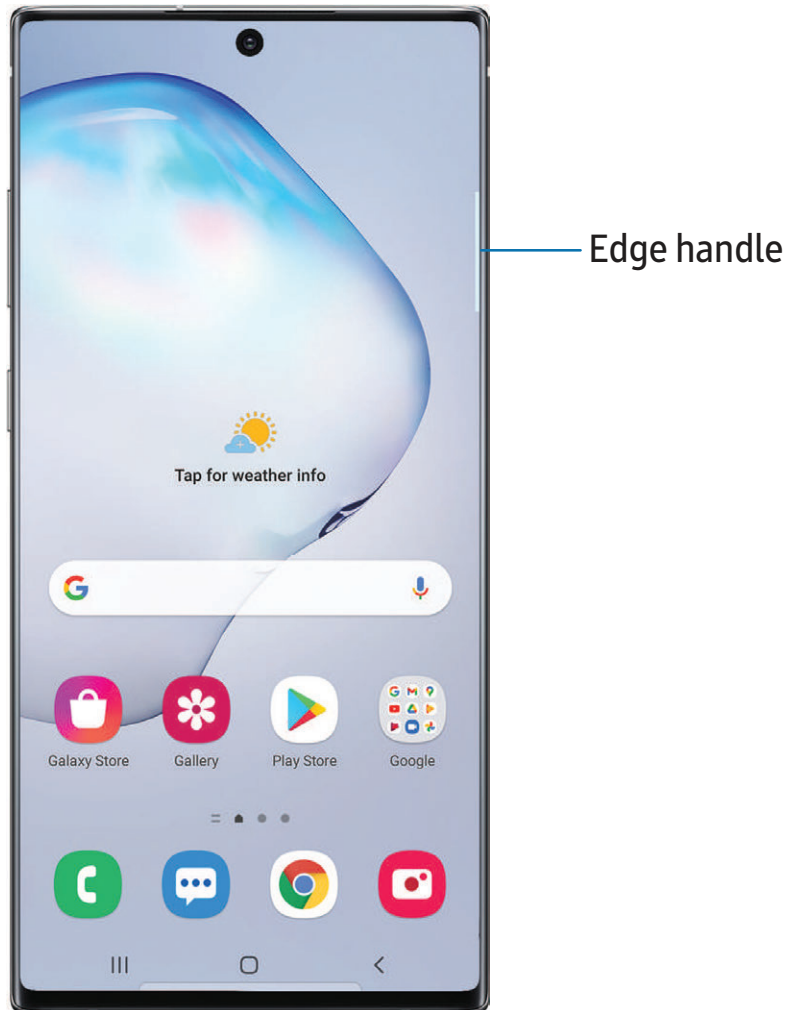 Edge handle
Tap for weather info
G
Galaxy Store
Gallery
Play Store
Google